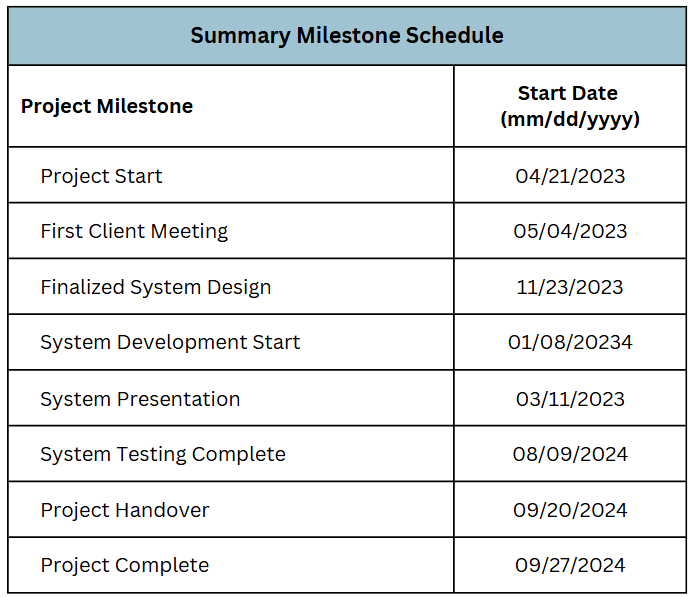 Summary Milestone Schedule
Project Milestone
Start Date
(mm/dd/yyyy)
Project Start 04/21/2023
First Client Meeting 05/04/2023
Finalized System Design 11/23/2023
System Development Start 01/08/20234
System Presentation 03/11/2023
System Testing Complete 08/09/2024
Project Handover 09/20/2024
Project Complete 09/27/2024